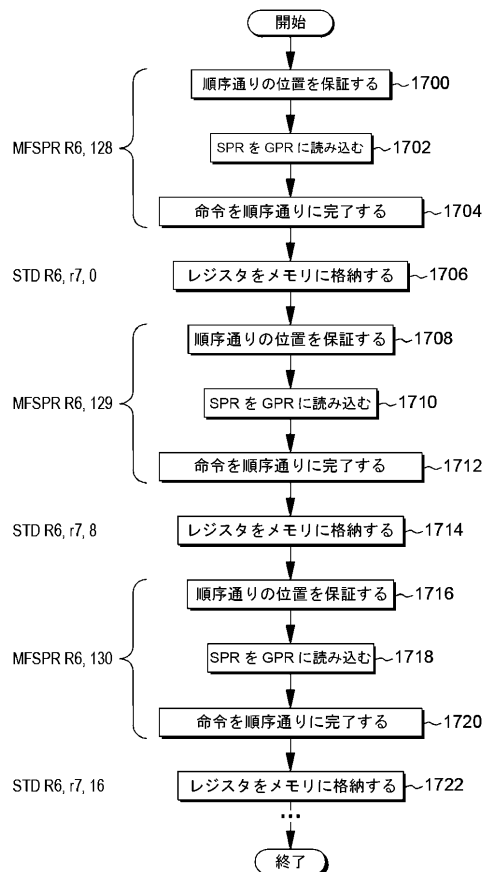 開始
順序通りの位置を保証する 1700
MFSPR R6, 128
SPR を GPR に読み込む 1702
命令を順序通りに完了する 1704
STD R6, r7, 0
レジスタをメモリに格納する 1706
順序通りの位置を保証する 1708
MFSPR R6, 129
SPR を GPR に読み込む 1710
命令を順序通りに完了する 1712
STD R6, r7, 8
レジスタをメモリに格納する 1714
順序通りの位置を保証する 1716
MFSPR R6, 130
SPR を GPR に読み込む 1718
命令を順序通りに完了する 1720
STD R6, r7, 16
レジスタをメモリに格納する 1722
…
終了